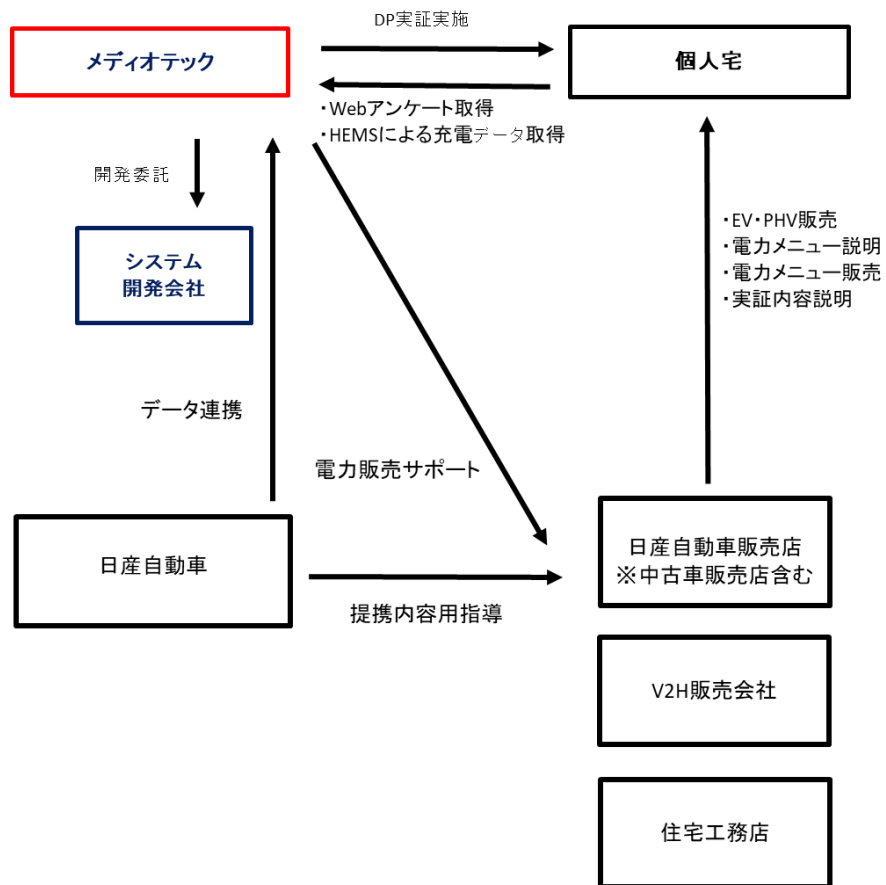 DP実証実施
メディオテック
個人宅
・Webアンケート取得
・HEMSによる充電データ取得
開発委託
システム
開発会社
・EV・PHV販売
・電力メニュー説明
・電力メニュー販売
・実証内容説明
データ連携
電力販売サポート
日産自動車
日産自動車販売店
※中古車販売店含む
提携内容用指導
V2H販売会社
住宅工務店